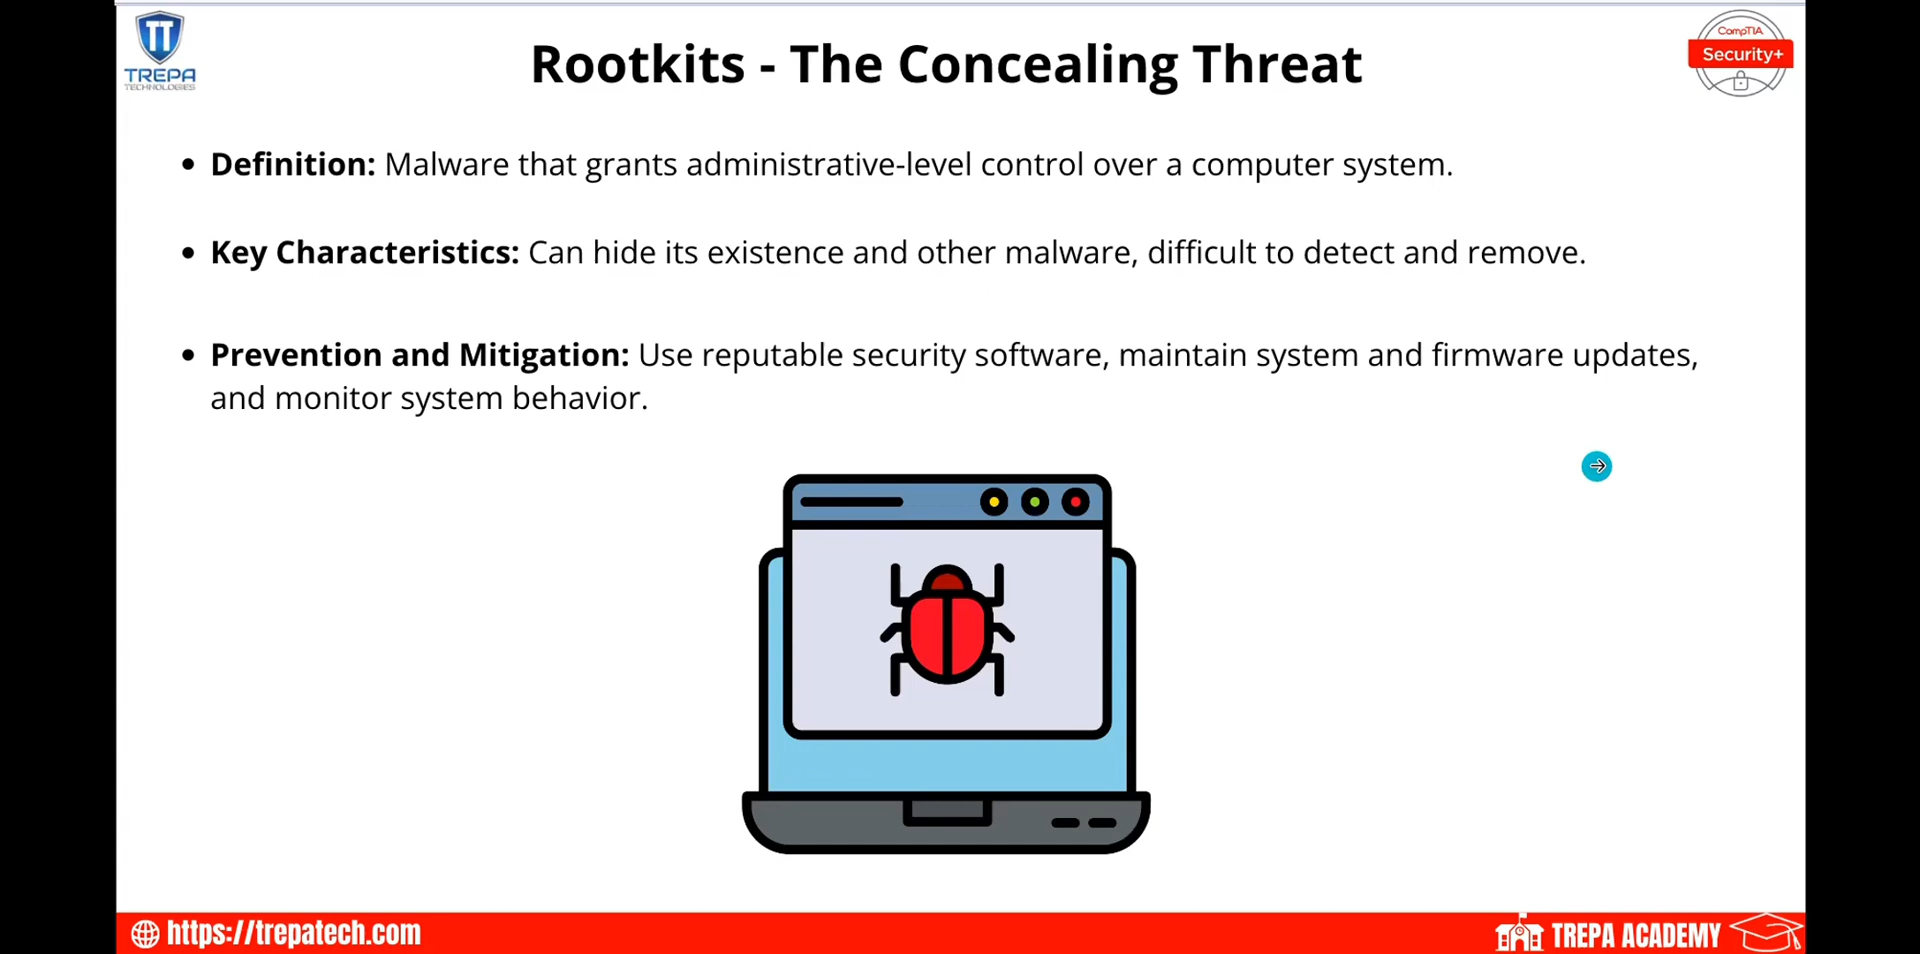 TREPA
TECHNOLOGIES
Rootkits - The Concealing Threat
CompTIA
Security+
• Definition: Malware that grants administrative-level control over a computer system.
• Key Characteristics: Can hide its existence and other malware, difficult to detect and remove.
• Prevention and Mitigation: Use reputable security software, maintain system and firmware updates,
and monitor system behavior.
https://trepatech.com
TREPA ACADEMY